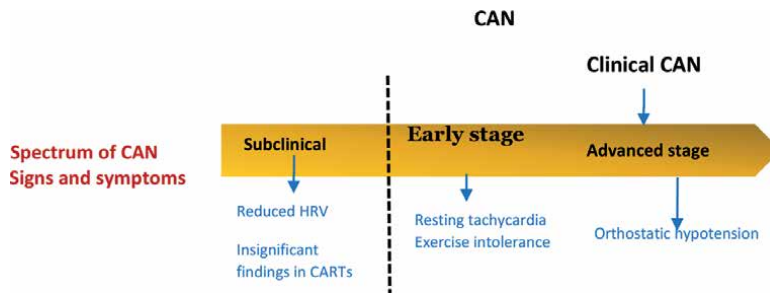 CAN
Clinical CAN
Spectrum of CAN
Signs and symptoms
Subclinical
Early stage
Advanced stage
Reduced HRV
Insignificant
findings in CARTs
Resting tachycardia
Exercise intolerance
Orthostatic hypotension